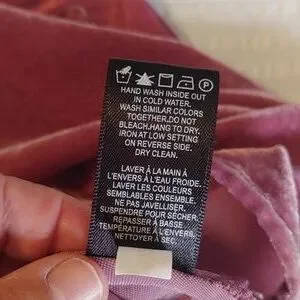 P
HAND WASH INSIDE OUT
IN COLD WATER.
WASH SIMILAR COLORS
TOGETHER.DO NOT
BLEACH.HANG TO DRY.
IRON AT LOW SETTING
ON REVERSE SIDE.
DRY CLEAN.
LAVER À LA MAIN À
L'ENVERS À L'EAU FROIDE.
LAVER LES COULEURS
SEMBLABLES ENSEMBLE.
NE PAS JAVELLISER
SUSPENDRE POUR SÉCHER.
REPASSER À BASSE
TEMPÉRATURE À L'ENVERS.
NETTOYER À SEC.